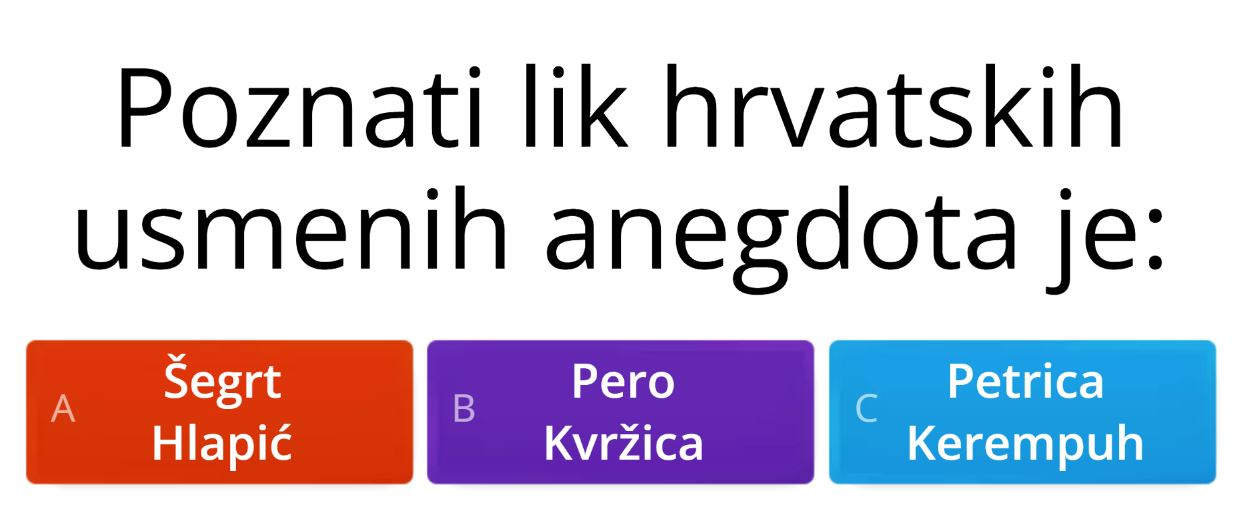 Poznati lik hrvatskih
usmenih anegdota je:
A Šegrt
Hlapić
B Pero
Kvržica
C Petrica
Kerempuh